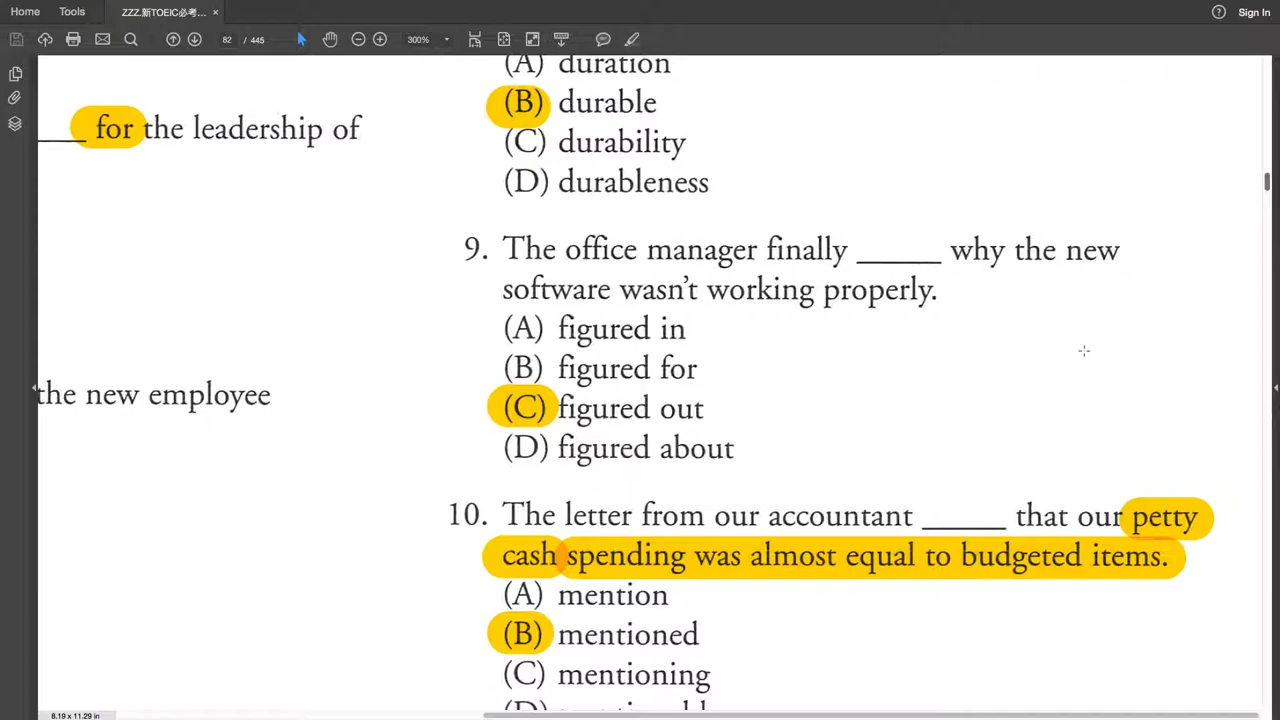 Home Tools ZZZ.新TOEIC必考... × ? Sign In
82 / 445 300%
for the leadership of
the new employee
(A) duration
(B) durable
(C) durability
(D) durableness
9. The office manager finally _____ why the new
software wasn't working properly.
(A) figured in
(B) figured for
(C) figured out
(D) figured about
10. The letter from our accountant _____ that our petty
cash spending was almost equal to budgeted items.
(A) mention
(B) mentioned
(C) mentioning
8.19 x 11.29 in